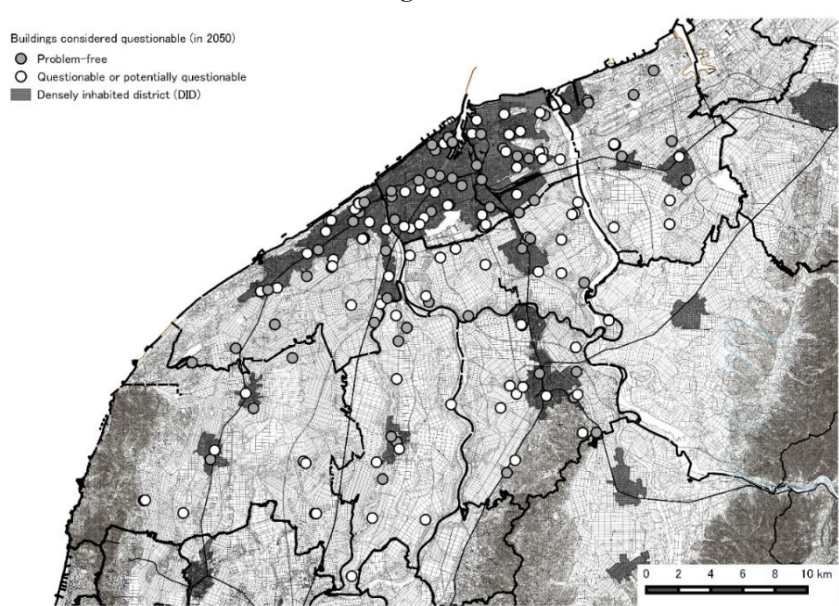 Buildings considered questionable (in 2050)
Problem-free
Questionable or potentially questionable
Densely inhabited district (DID)
0 2 4 6 8 10 km